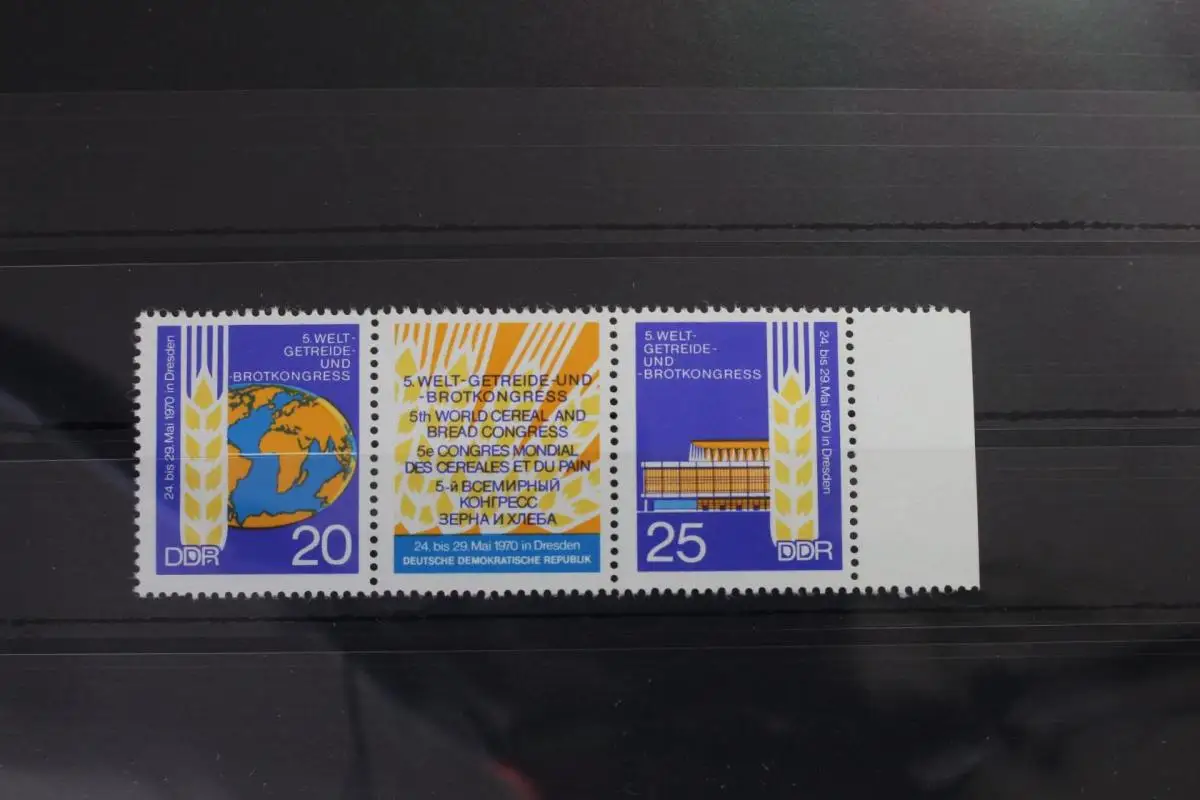 24. bis 29. Mai 1970 in Dresden
5. WELT-
GETREIDE-
UND
-BROTKONGRESS
DDR
20
5. WELT-GETREIDE-UND
-BROTKONGRESS
5th WORLD CEREAL AND
BREAD CONGRESS
5e CONGRES MONDIAL
DES CEREALES ET DU PAIN
5-й ВСЕМИРНЫЙ
КОНГРЕСС
ЗЕРНА И ХЛЕБА
24. bis 29. Mai 1970 in Dresden
DEUTSCHE DEMOKRATISCHE REPUBLIK
5. WELT-
GETREIDE-
UND
-BROTKONGRESS
24. bis 29. Mai 1970 in Dresden
25
DDR